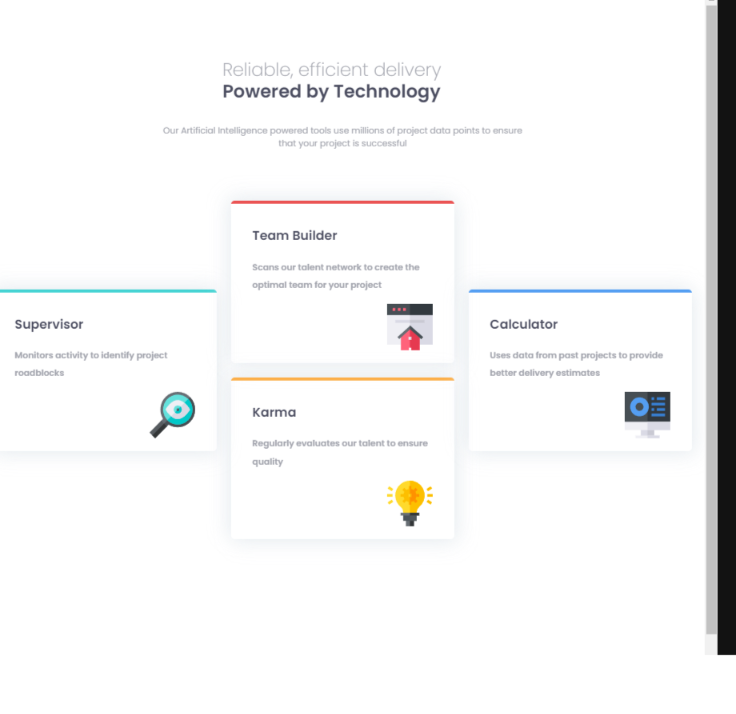 Reliable, efficient delivery
Powered by Technology
Our Artificial Intelligence powered tools use millions of project data points to ensure
that your project is successful
Team Builder
Scans our talent network to create the
optimal team for your project
Supervisor
Monitors activity to identify project
roadblocks
Calculator
Uses data from past projects to provide
better delivery estimates
Karma
Regularly evaluates our talent to ensure
quality